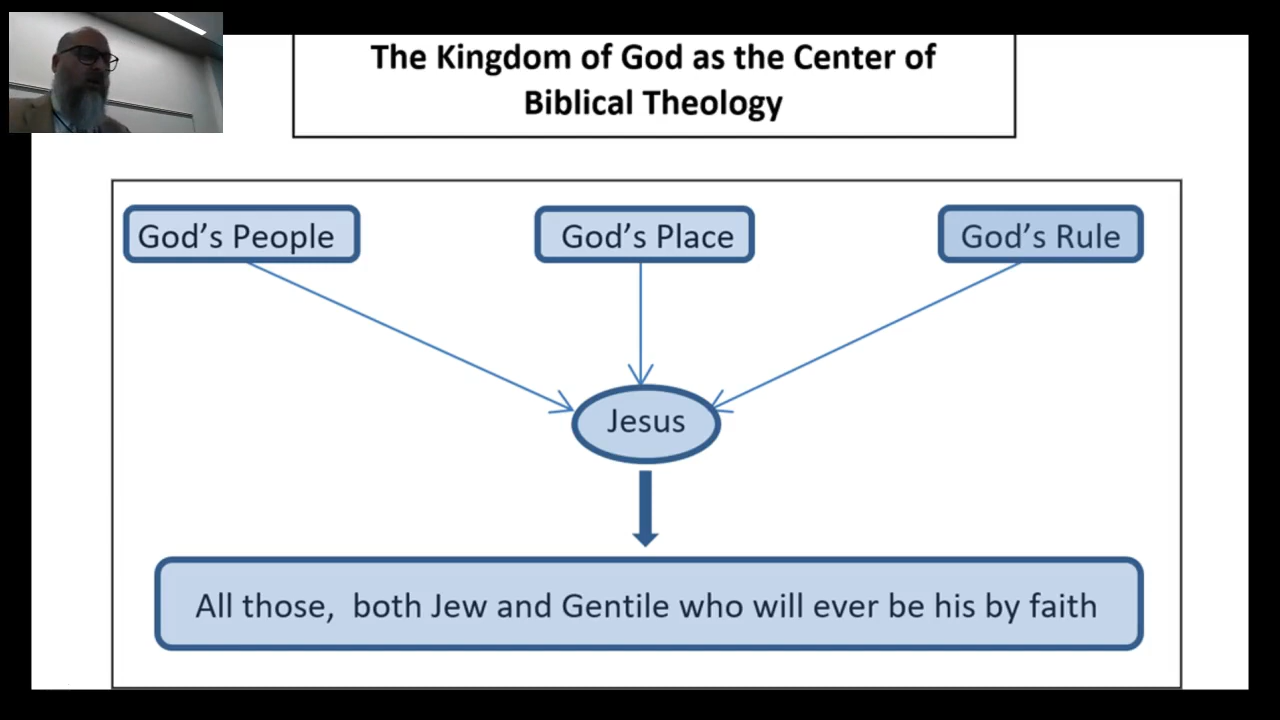 The Kingdom of God as the Center of
Biblical Theology
God’s People
God’s Place
God’s Rule
Jesus
All those,  both Jew and Gentile who will ever be his by faith